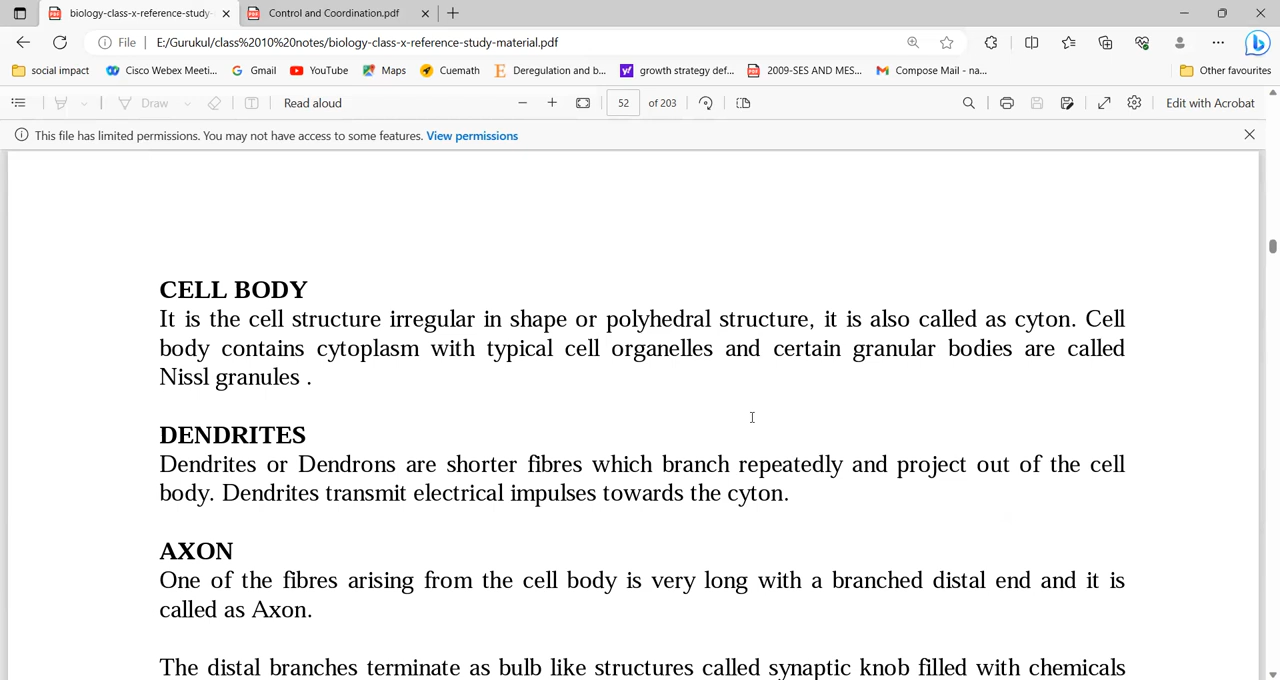 biology-class-x-reference-study-
Control and Coordination.pdf
File E:/Gurukul/class%2010%20notes/biology-class-x-reference-study-material.pdf
social impact Cisco Webex Meeti... Gmail YouTube Maps Cuemath Deregulation and b... growth strategy def... 2009-SES AND MES... Compose Mail - na... Other favourites
Draw Read aloud 52 of 203 Edit with Acrobat
This file has limited permissions. You may not have access to some features. View permissions
CELL BODY
It is the cell structure irregular in shape or polyhedral structure, it is also called as cyton. Cell
body contains cytoplasm with typical cell organelles and certain granular bodies are called
Nissl granules .
DENDRITES
Dendrites or Dendrons are shorter fibres which branch repeatedly and project out of the cell
body. Dendrites transmit electrical impulses towards the cyton.
AXON
One of the fibres arising from the cell body is very long with a branched distal end and it is
called as Axon.
The distal branches terminate as bulb like structures called synaptic knob filled with chemicals